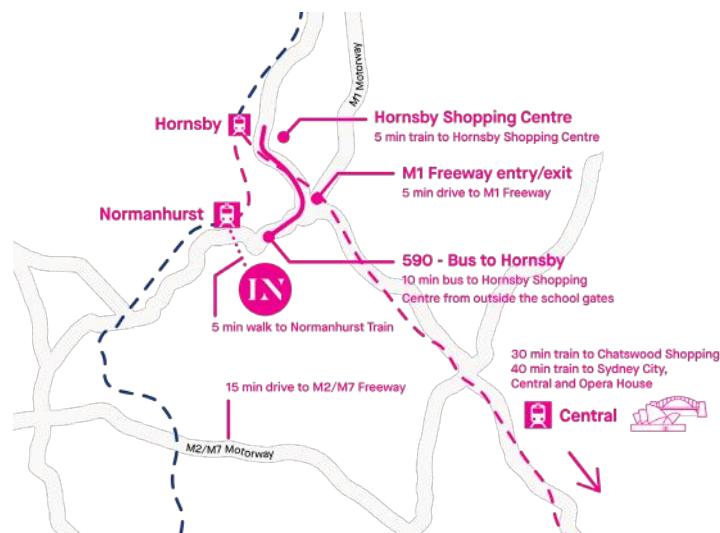 M1 Motorway
Hornsby
Hornsby Shopping Centre
5 min train to Hornsby Shopping Centre
M1 Freeway entry/exit
5 min drive to M1 Freeway
Normanhurst
590 - Bus to Hornsby
10 min bus to Hornsby Shopping
Centre from outside the school gates
IN
5 min walk to Normanhurst Train
30 min train to Chatswood Shopping
40 min train to Sydney City,
Central and Opera House
15 min drive to M2/M7 Freeway
Central
M2/M7 Motorway